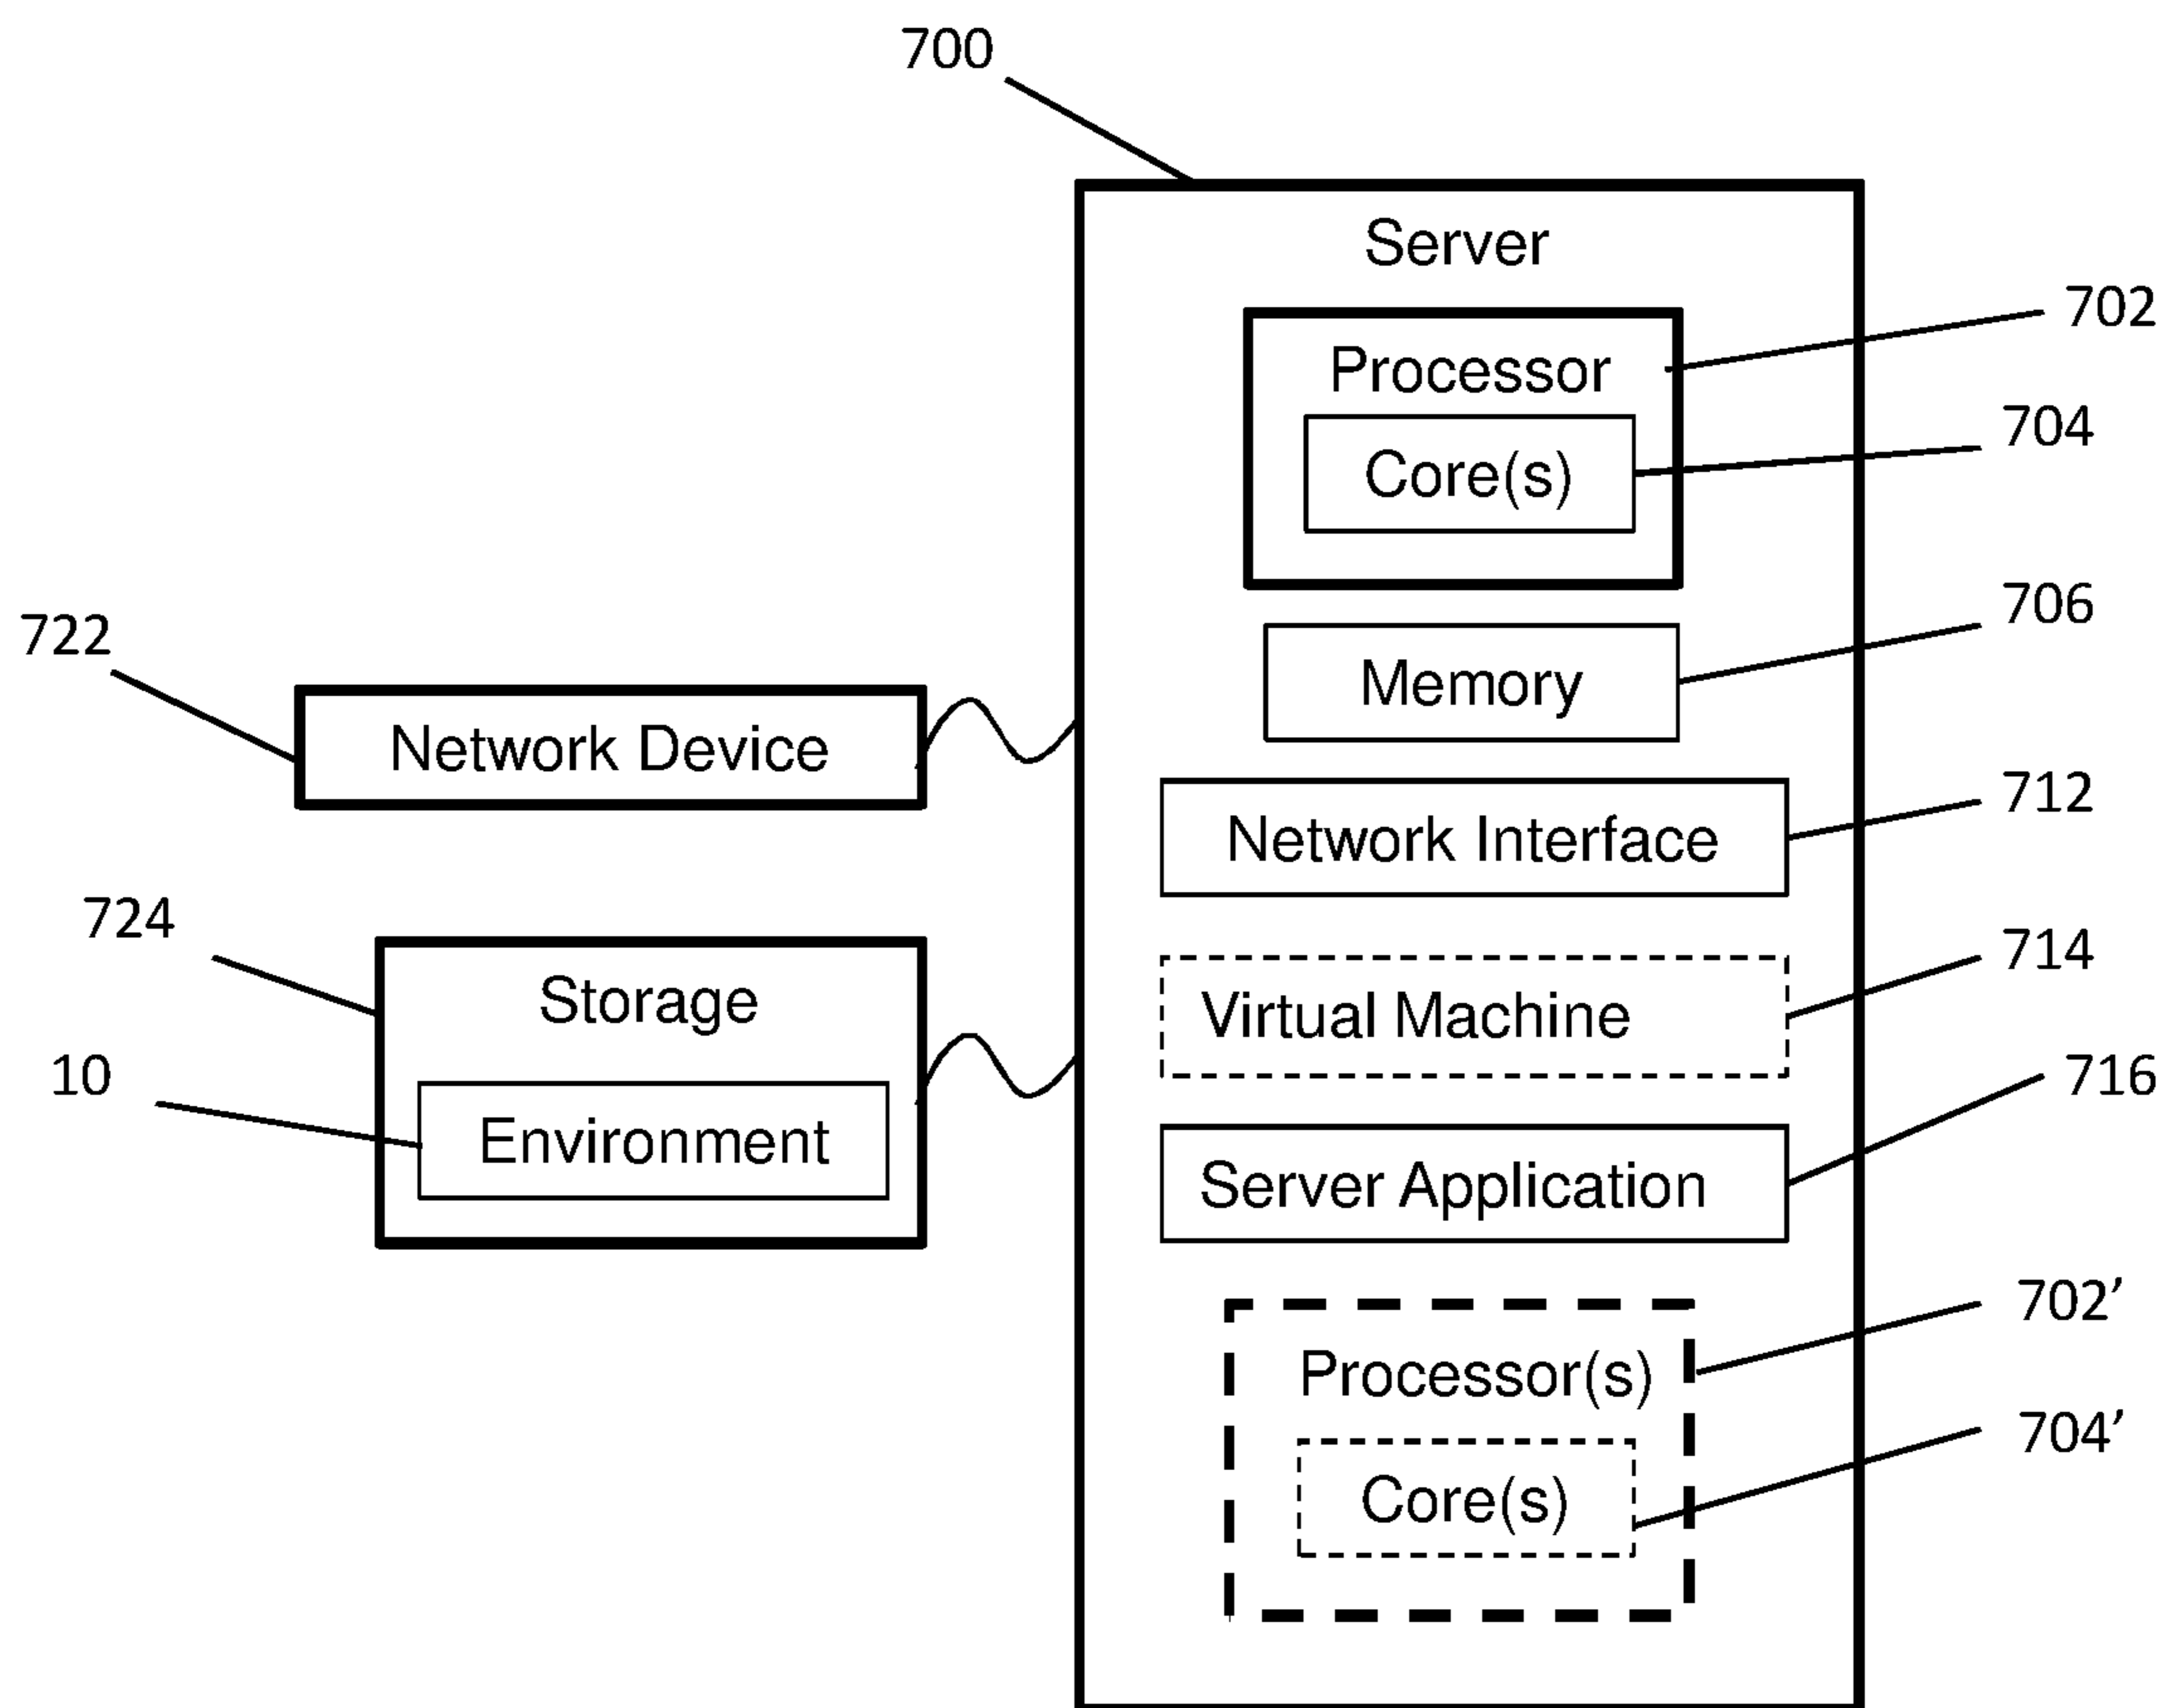 700
Server
702
Processor
704
Core(s)
706
Memory
722
Network Device
712
Network Interface
724
Storage
714
Virtual Machine
10
Environment
716
Server Application
702’
Processor(s)
704’
Core(s)